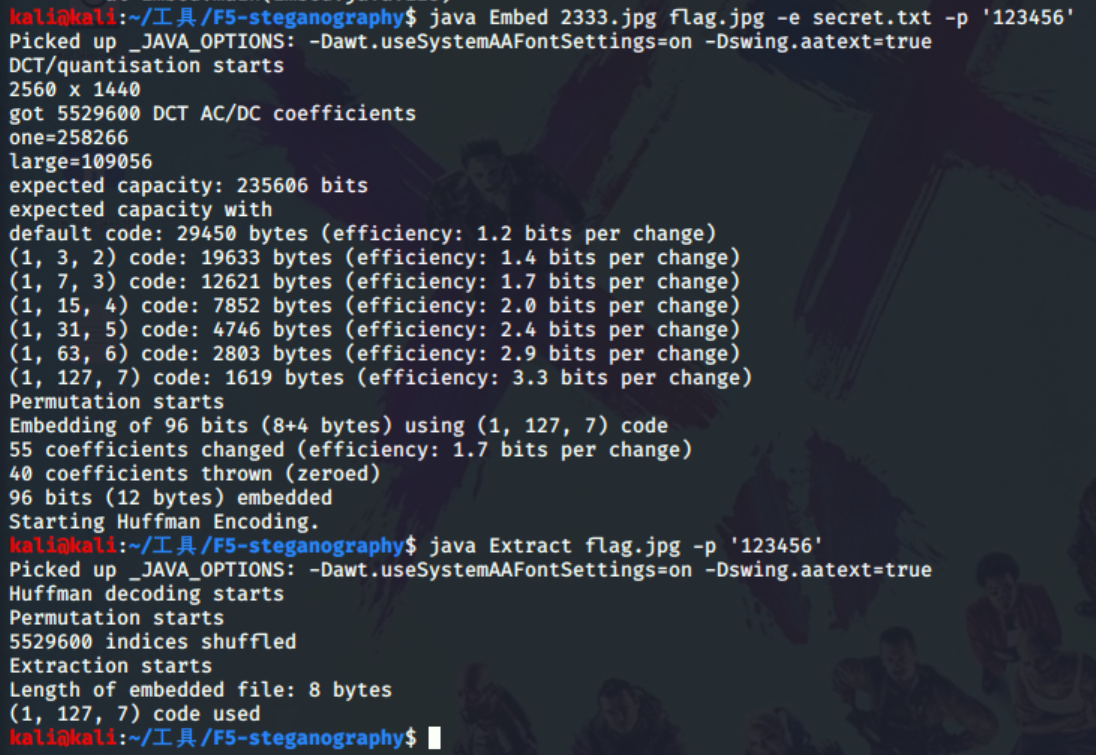 kali@kali:~/工具/F5-steganography$ java Embed 2333.jpg flag.jpg -e secret.txt -p '123456'
Picked up _JAVA_OPTIONS: -Dawt.useSystemAAFontSettings=on -Dswing.aatext=true
DCT/quantisation starts
2560 x 1440
got 5529600 DCT AC/DC coefficients
one=258266
large=109056
expected capacity: 235606 bits
expected capacity with
default code: 29450 bytes (efficiency: 1.2 bits per change)
(1, 3, 2) code: 19633 bytes (efficiency: 1.4 bits per change)
(1, 7, 3) code: 12621 bytes (efficiency: 1.7 bits per change)
(1, 15, 4) code: 7852 bytes (efficiency: 2.0 bits per change)
(1, 31, 5) code: 4746 bytes (efficiency: 2.4 bits per change)
(1, 63, 6) code: 2803 bytes (efficiency: 2.9 bits per change)
(1, 127, 7) code: 1619 bytes (efficiency: 3.3 bits per change)
Permutation starts
Embedding of 96 bits (8+4 bytes) using (1, 127, 7) code
55 coefficients changed (efficiency: 1.7 bits per change)
40 coefficients thrown (zeroed)
96 bits (12 bytes) embedded
Starting Huffman Encoding.
kali@kali:~/工具/F5-steganography$ java Extract flag.jpg -p '123456'
Picked up _JAVA_OPTIONS: -Dawt.useSystemAAFontSettings=on -Dswing.aatext=true
Huffman decoding starts
Permutation starts
5529600 indices shuffled
Extraction starts
Length of embedded file: 8 bytes
(1, 127, 7) code used
kali@kali:~/工具/F5-steganography$